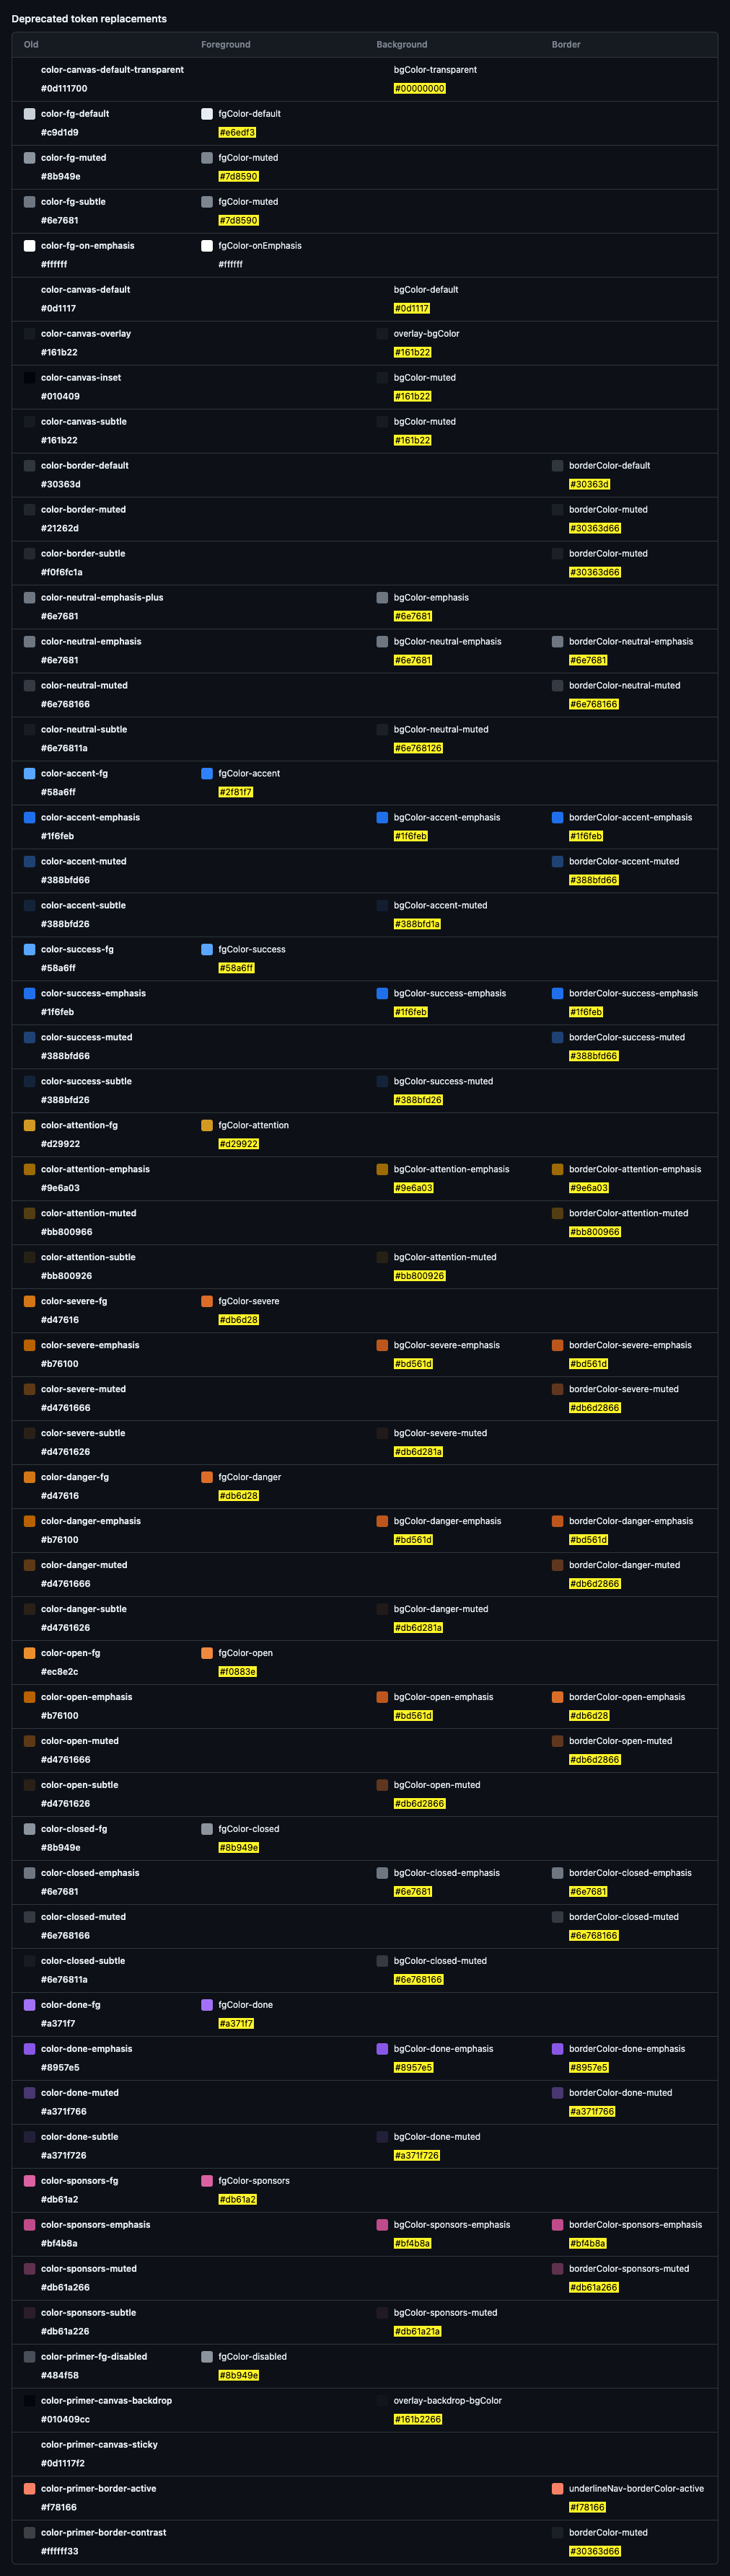 Deprecated token replacements
Old Foreground Background Border
color-canvas-default-transparent bgColor-transparent
#0d111700 #00000000
color-fg-default fgColor-default
#c9d1d9 #e6edf3
color-fg-muted fgColor-muted
#8b949e #7d8590
color-fg-subtle fgColor-muted
#6e7681 #7d8590
color-fg-on-emphasis fgColor-onEmphasis
#ffffff #ffffff
color-canvas-default bgColor-default
#0d1117 #0d1117
color-canvas-overlay overlay-bgColor
#161b22 #161b22
color-canvas-inset bgColor-muted
#010409 #161b22
color-canvas-subtle bgColor-muted
#161b22 #161b22
color-border-default borderColor-default
#30363d #30363d
color-border-muted borderColor-muted
#21262d #30363d66
color-border-subtle borderColor-muted
#f0f6fc1a #30363d66
color-neutral-emphasis-plus bgColor-emphasis
#6e7681 #6e7681
color-neutral-emphasis bgColor-neutral-emphasis borderColor-neutral-emphasis
#6e7681 #6e7681 #6e7681
color-neutral-muted borderColor-neutral-muted
#6e768166 #6e768166
color-neutral-subtle bgColor-neutral-muted
#6e76811a #6e768126
color-accent-fg fgColor-accent
#58a6ff #2f81f7
color-accent-emphasis bgColor-accent-emphasis borderColor-accent-emphasis
#1f6feb #1f6feb #1f6feb
color-accent-muted borderColor-accent-muted
#388bfd66 #388bfd66
color-accent-subtle bgColor-accent-muted
#388bfd26 #388bfd1a
color-success-fg fgColor-success
#58a6ff #58a6ff
color-success-emphasis bgColor-success-emphasis borderColor-success-emphasis
#1f6feb #1f6feb #1f6feb
color-success-muted borderColor-success-muted
#388bfd66 #388bfd66
color-success-subtle bgColor-success-muted
#388bfd26 #388bfd26
color-attention-fg fgColor-attention
#d29922 #d29922
color-attention-emphasis bgColor-attention-emphasis borderColor-attention-emphasis
#9e6a03 #9e6a03 #9e6a03
color-attention-muted borderColor-attention-muted
#bb800966 #bb800966
color-attention-subtle bgColor-attention-muted
#bb800926 #bb800926
color-severe-fg fgColor-severe
#d47616 #db6d28
color-severe-emphasis bgColor-severe-emphasis borderColor-severe-emphasis
#b76100 #bd561d #bd561d
color-severe-muted borderColor-severe-muted
#d4761666 #db6d2866
color-severe-subtle bgColor-severe-muted
#d4761626 #db6d281a
color-danger-fg fgColor-danger
#d47616 #db6d28
color-danger-emphasis bgColor-danger-emphasis borderColor-danger-emphasis
#b76100 #bd561d #bd561d
color-danger-muted borderColor-danger-muted
#d4761666 #db6d2866
color-danger-subtle bgColor-danger-muted
#d4761626 #db6d281a
color-open-fg fgColor-open
#ec8e2c #f0883e
color-open-emphasis bgColor-open-emphasis borderColor-open-emphasis
#b76100 #bd561d #db6d28
color-open-muted borderColor-open-muted
#d4761666 #db6d2866
color-open-subtle bgColor-open-muted
#d4761626 #db6d2866
color-closed-fg fgColor-closed
#8b949e #8b949e
color-closed-emphasis bgColor-closed-emphasis borderColor-closed-emphasis
#6e7681 #6e7681 #6e7681
color-closed-muted borderColor-closed-muted
#6e768166 #6e768166
color-closed-subtle bgColor-closed-muted
#6e76811a #6e768166
color-done-fg fgColor-done
#a371f7 #a371f7
color-done-emphasis bgColor-done-emphasis borderColor-done-emphasis
#8957e5 #8957e5 #8957e5
color-done-muted borderColor-done-muted
#a371f766 #a371f766
color-done-subtle bgColor-done-muted
#a371f726 #a371f726
color-sponsors-fg fgColor-sponsors
#db61a2 #db61a2
color-sponsors-emphasis bgColor-sponsors-emphasis borderColor-sponsors-emphasis
#bf4b8a #bf4b8a #bf4b8a
color-sponsors-muted borderColor-sponsors-muted
#db61a266 #db61a266
color-sponsors-subtle bgColor-sponsors-muted
#db61a226 #db61a21a
color-primer-fg-disabled fgColor-disabled
#484f58 #8b949e
color-primer-canvas-backdrop overlay-backdrop-bgColor
#010409cc #161b2266
color-primer-canvas-sticky
#0d1117f2
color-primer-border-active underlineNav-borderColor-active
#f78166 #f78166
color-primer-border-contrast borderColor-muted
#ffffff33 #30363d66